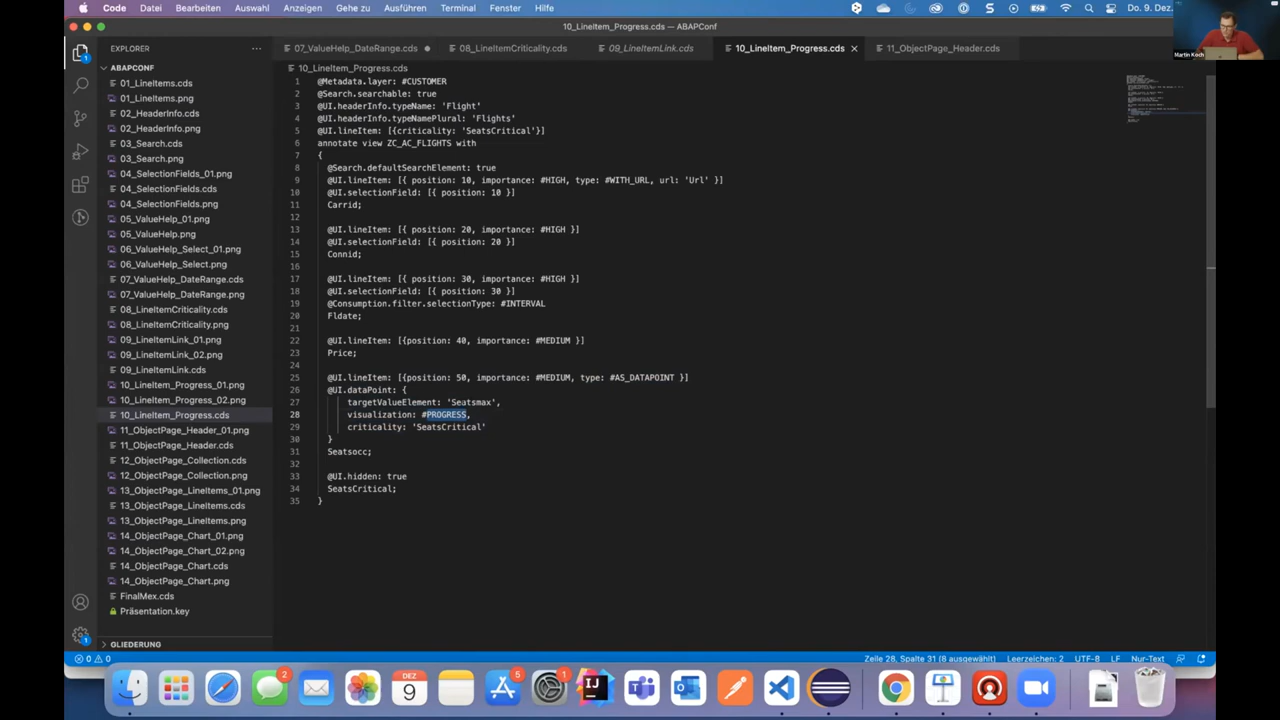 Code Datei Bearbeiten Auswahl Anzeigen Gehe zu Ausführen Terminal Fenster Hilfe Do. 9. Dez.
10_LineItem_Progress.cds — ABAPConf
Martin Koch
EXPLORER ···
07_ValueHelp_DateRange.cds 08_LineItemCriticality.cds 09_LineItemLink.cds 10_LineItem_Progress.cds 11_ObjectPage_Header.cds
ABAPCONF
10_LineItem_Progress.cds
01_LineItems.cds
01_LineItems.png
02_HeaderInfo.cds
02_HeaderInfo.png
03_Search.cds
03_Search.png
04_SelectionFields_01.png
04_SelectionFields.cds
04_SelectionFields.png
05_ValueHelp_01.png
05_ValueHelp.png
06_ValueHelp_Select_01.png
06_ValueHelp_Select.png
07_ValueHelp_DateRange.cds
07_ValueHelp_DateRange.png
08_LineItemCriticality.cds
08_LineItemCriticality.png
09_LineItemLink_01.png
09_LineItemLink_02.png
09_LineItemLink.cds
10_LineItem_Progress_01.png
10_LineItem_Progress_02.png
10_LineItem_Progress.cds
11_ObjectPage_Header_01.png
11_ObjectPage_Header.cds
12_ObjectPage_Collection.cds
12_ObjectPage_Collection.png
13_ObjectPage_LineItems_01.png
13_ObjectPage_LineItems.cds
13_ObjectPage_LineItems.png
14_ObjectPage_Chart_01.png
14_ObjectPage_Chart_02.png
14_ObjectPage_Chart.cds
14_ObjectPage_Chart.png
FinalMex.cds
Präsentation.key
GLIEDERUNG
1 @Metadata.layer: #CUSTOMER
2 @Search.searchable: true
3 @UI.headerInfo.typeName: 'Flight'
4 @UI.headerInfo.typeNamePlural: 'Flights'
5 @UI.lineItem: [{criticality: 'SeatsCritical'}]
6 annotate view ZC_AC_FLIGHTS with
7 {
8 @Search.defaultSearchElement: true
9 @UI.lineItem: [{ position: 10, importance: #HIGH, type: #WITH_URL, url: 'Url' }]
10 @UI.selectionField: [{ position: 10 }]
11 Carrid;
12
13 @UI.lineItem: [{ position: 20, importance: #HIGH }]
14 @UI.selectionField: [{ position: 20 }]
15 Connid;
16
17 @UI.lineItem: [{ position: 30, importance: #HIGH }]
18 @UI.selectionField: [{ position: 30 }]
19 @Consumption.filter.selectionType: #INTERVAL
20 Fldate;
21
22 @UI.lineItem: [{position: 40, importance: #MEDIUM }]
23 Price;
24
25 @UI.lineItem: [{position: 50, importance: #MEDIUM, type: #AS_DATAPOINT }]
26 @UI.dataPoint: {
27 targetValueElement: 'Seatsmax',
28 visualization: #PROGRESS,
29 criticality: 'SeatsCritical'
30 }
31 Seatsocc;
32
33 @UI.hidden: true
34 SeatsCritical;
35 }
0 0 Zeile 28, Spalte 31 (8 ausgewählt) Leerzeichen: 2 UTF-8 LF Nur-Text
2 DEZ 9 5 1 IJ